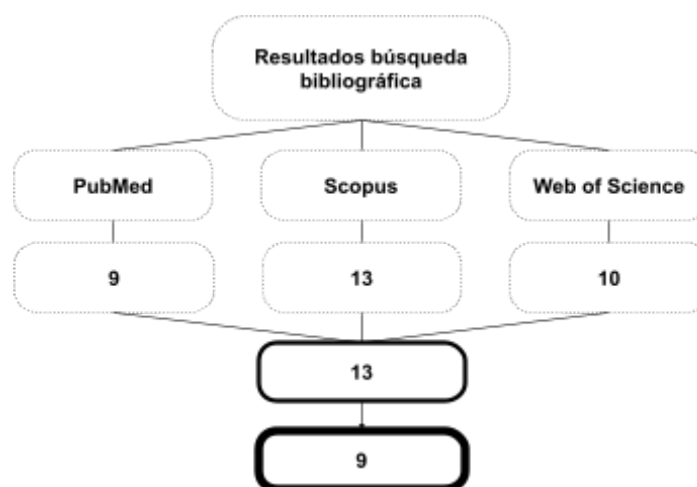 Resultados búsqueda
bibliográfica
PubMed
Scopus
Web of Science
9
13
10
13
9